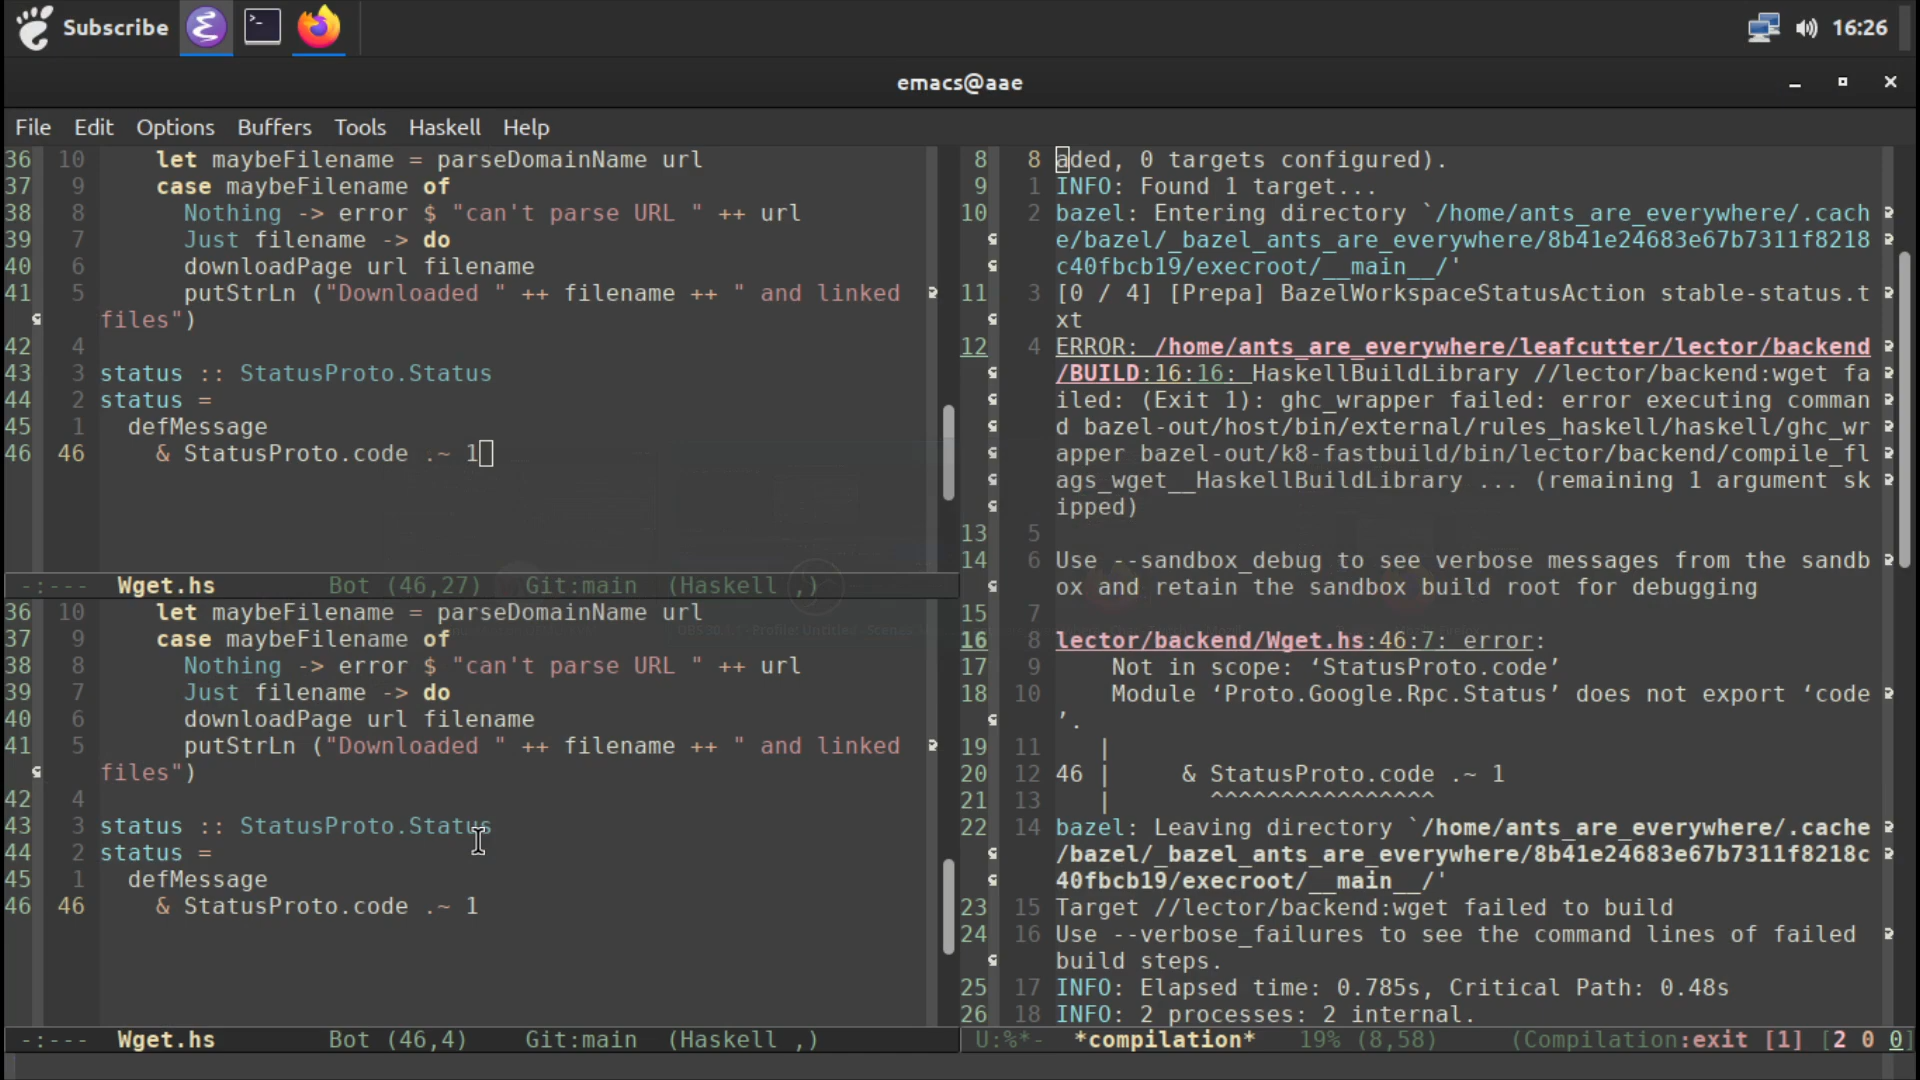 Subscribe
16:26
emacs@aae
File Edit Options Buffers Tools Haskell Help
36 10     let maybeFilename = parseDomainName url
37 9     case maybeFilename of
38 8       Nothing -> error $ "can't parse URL " ++ url
39 7       Just filename -> do
40 6       downloadPage url filename
41 5       putStrLn ("Downloaded " ++ filename ++ " and linked
files")
42 4
43 3 status :: StatusProto.Status
44 2 status =
45 1   defMessage
46 46     & StatusProto.code .~ 1
-:--- Wget.hs Bot (46,27) Git:main (Haskell ,)
36 10     let maybeFilename = parseDomainName url
37 9     case maybeFilename of
38 8       Nothing -> error $ "can't parse URL " ++ url
39 7       Just filename -> do
40 6       downloadPage url filename
41 5       putStrLn ("Downloaded " ++ filename ++ " and linked
files")
42 4
43 3 status :: StatusProto.Status
44 2 status =
45 1   defMessage
46 46     & StatusProto.code .~ 1
-:--- Wget.hs Bot (46,4) Git:main (Haskell ,)
8 8 aded, 0 targets configured).
9 1 INFO: Found 1 target...
10 2 bazel: Entering directory `/home/ants_are_everywhere/.cach
e/bazel/_bazel_ants_are_everywhere/8b41e24683e67b7311f8218
c40fbcb19/execroot/__main__/'
11 3 [0 / 4] [Prepa] BazelWorkspaceStatusAction stable-status.t
xt
12 4 ERROR: /home/ants_are_everywhere/leafcutter/lector/backend
/BUILD:16:16: HaskellBuildLibrary //lector/backend:wget fa
iled: (Exit 1): ghc_wrapper failed: error executing comman
d bazel-out/host/bin/external/rules_haskell/haskell/ghc_wr
apper bazel-out/k8-fastbuild/bin/lector/backend/compile_fl
ags_wget__HaskellBuildLibrary ... (remaining 1 argument sk
ipped)
13 5
14 6 Use --sandbox_debug to see verbose messages from the sandb
ox and retain the sandbox build root for debugging
15 7
16 8 lector/backend/Wget.hs:46:7: error:
17 9     Not in scope: ‘StatusProto.code’
18 10     Module ‘Proto.Google.Rpc.Status’ does not export ‘code
’.
19 11    |
20 12 46 |     & StatusProto.code .~ 1
21 13    |       ^^^^^^^^^^^^^^^^
22 14 bazel: Leaving directory `/home/ants_are_everywhere/.cache
/bazel/_bazel_ants_are_everywhere/8b41e24683e67b7311f8218c
40fbcb19/execroot/__main__/'
23 15 Target //lector/backend:wget failed to build
24 16 Use --verbose_failures to see the command lines of failed
build steps.
25 17 INFO: Elapsed time: 0.785s, Critical Path: 0.48s
26 18 INFO: 2 processes: 2 internal.
U:%*- *compilation* 19% (8,58) (Compilation:exit [1] [2 0 0]